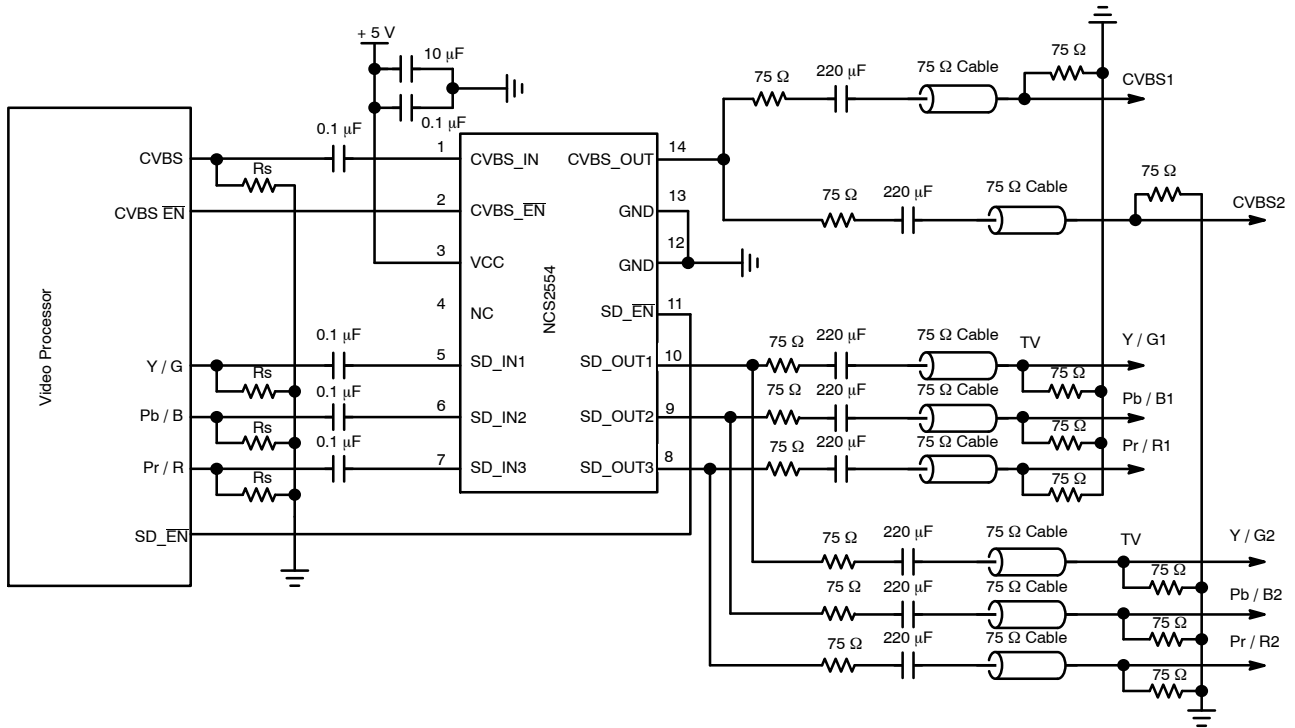 + 5 V
10 μF
0.1 μF
Video Processor
CVBS
CVBS EN
Y / G
Pb / B
Pr / R
SD_EN
0.1 μF
Rs
0.1 μF
Rs
0.1 μF
Rs
0.1 μF
Rs
NCS2554
1 CVBS_IN
2 CVBS_EN
3 VCC
4 NC
5 SD_IN1
6 SD_IN2
7 SD_IN3
CVBS_OUT 14
GND 13
GND 12
SD_EN 11
SD_OUT1 10
SD_OUT2 9
SD_OUT3 8
75 Ω 220 μF 75 Ω Cable 75 Ω CVBS1
75 Ω 220 μF 75 Ω Cable 75 Ω CVBS2
75 Ω 220 μF 75 Ω Cable TV 75 Ω Y / G1
75 Ω 220 μF 75 Ω Cable 75 Ω Pb / B1
75 Ω 220 μF 75 Ω Cable 75 Ω Pr / R1
75 Ω 220 μF 75 Ω Cable TV 75 Ω Y / G2
75 Ω 220 μF 75 Ω Cable 75 Ω Pb / B2
75 Ω 220 μF 75 Ω Cable 75 Ω Pr / R2